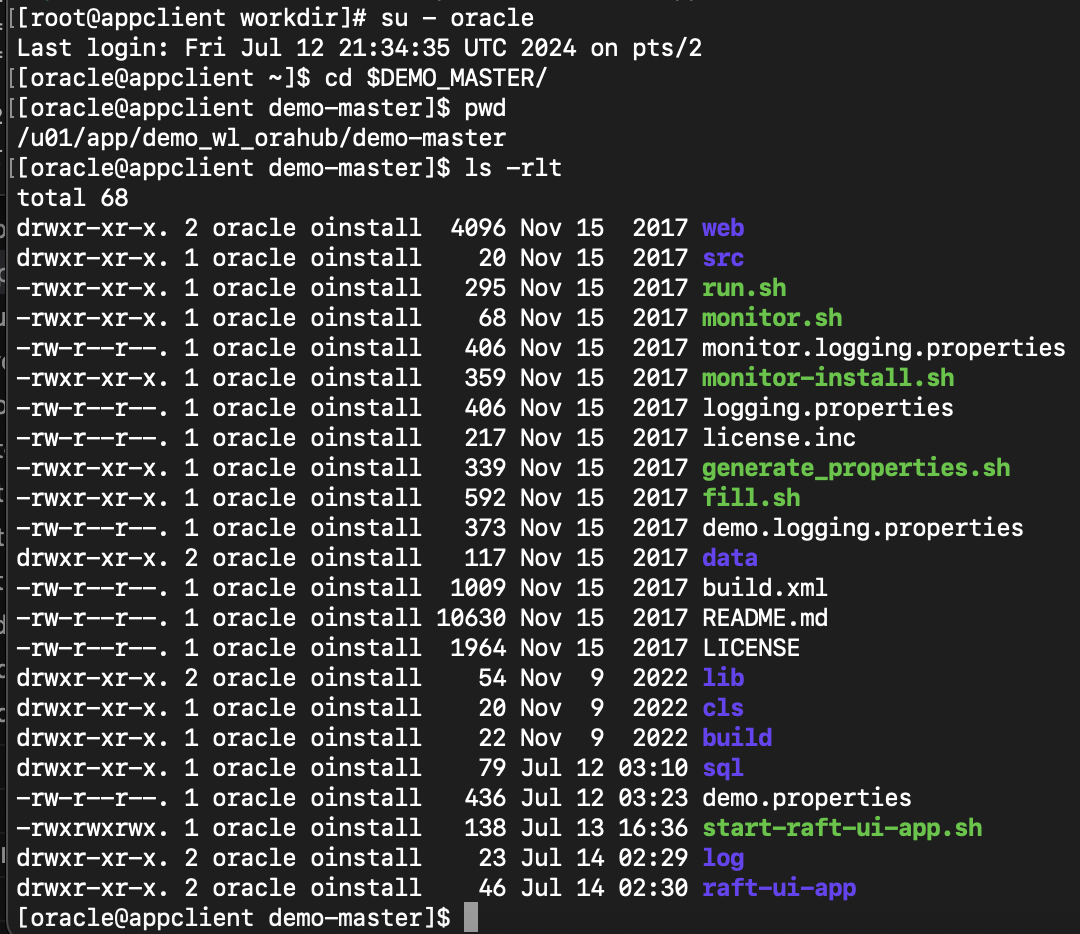 [[root@appclient workdir]# su - oracle
Last login: Fri Jul 12 21:34:35 UTC 2024 on pts/2
[[oracle@appclient ~]$ cd $DEMO_MASTER/
[[oracle@appclient demo-master]$ pwd
/u01/app/demo_wl_orahub/demo-master
[[oracle@appclient demo-master]$ ls -rlt
total 68
drwxr-xr-x. 2 oracle oinstall  4096 Nov 15  2017 web
drwxr-xr-x. 1 oracle oinstall    20 Nov 15  2017 src
-rwxr-xr-x. 1 oracle oinstall   295 Nov 15  2017 run.sh
-rwxr-xr-x. 1 oracle oinstall    68 Nov 15  2017 monitor.sh
-rw-r--r--. 1 oracle oinstall   406 Nov 15  2017 monitor.logging.properties
-rwxr-xr-x. 1 oracle oinstall   359 Nov 15  2017 monitor-install.sh
-rw-r--r--. 1 oracle oinstall   406 Nov 15  2017 logging.properties
-rw-r--r--. 1 oracle oinstall   217 Nov 15  2017 license.inc
-rwxr-xr-x. 1 oracle oinstall   339 Nov 15  2017 generate_properties.sh
-rwxr-xr-x. 1 oracle oinstall   592 Nov 15  2017 fill.sh
-rw-r--r--. 1 oracle oinstall   373 Nov 15  2017 demo.logging.properties
drwxr-xr-x. 2 oracle oinstall   117 Nov 15  2017 data
-rw-r--r--. 1 oracle oinstall  1009 Nov 15  2017 build.xml
-rw-r--r--. 1 oracle oinstall 10630 Nov 15  2017 README.md
-rw-r--r--. 1 oracle oinstall  1964 Nov 15  2017 LICENSE
drwxr-xr-x. 2 oracle oinstall    54 Nov  9  2022 lib
drwxr-xr-x. 1 oracle oinstall    20 Nov  9  2022 cls
drwxr-xr-x. 1 oracle oinstall    22 Nov  9  2022 build
drwxr-xr-x. 1 oracle oinstall    79 Jul 12 03:10 sql
-rw-r--r--. 1 oracle oinstall   436 Jul 12 03:23 demo.properties
-rwxrwxrwx. 1 oracle oinstall   138 Jul 13 16:36 start-raft-ui-app.sh
drwxr-xr-x. 2 oracle oinstall    23 Jul 14 02:29 log
drwxr-xr-x. 2 oracle oinstall    46 Jul 14 02:30 raft-ui-app
[oracle@appclient demo-master]$